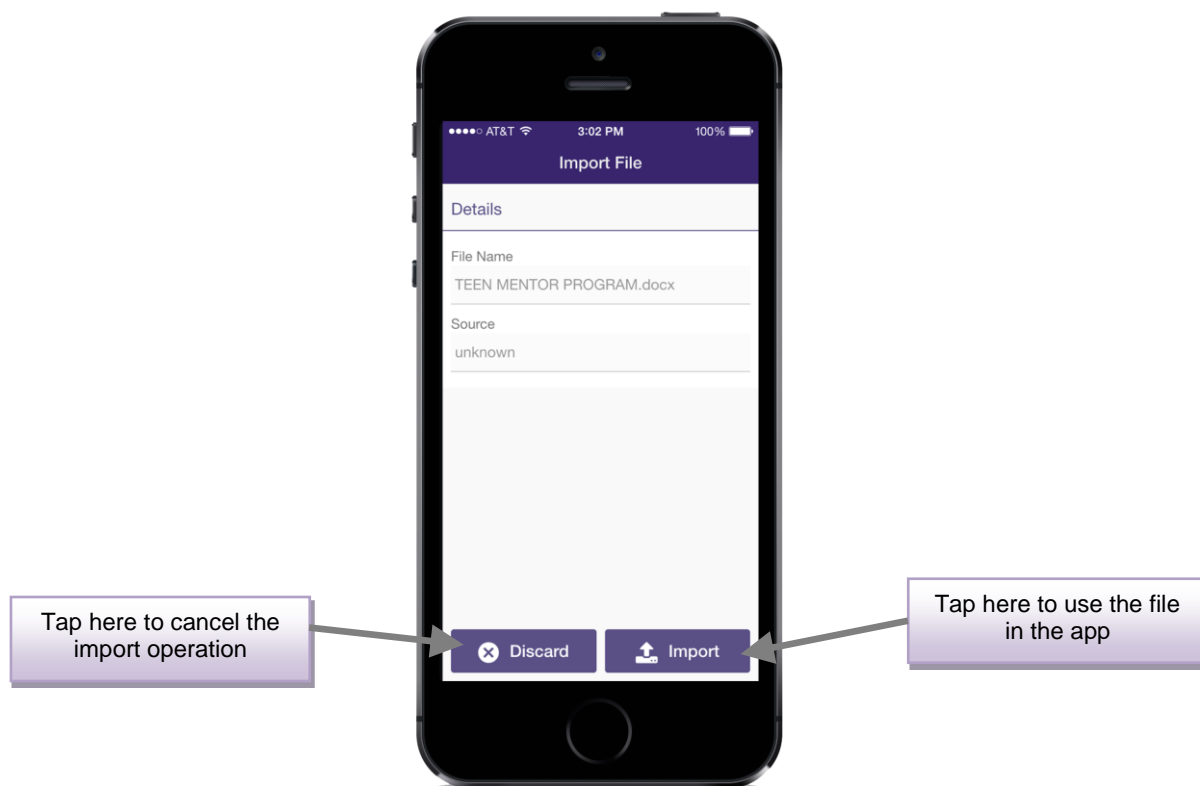 AT&T 3:02 PM 100%
Import File
Details
File Name
TEEN MENTOR PROGRAM.docx
Source
unknown
Tap here to cancel the
import operation
Discard Import
Tap here to use the file
in the app